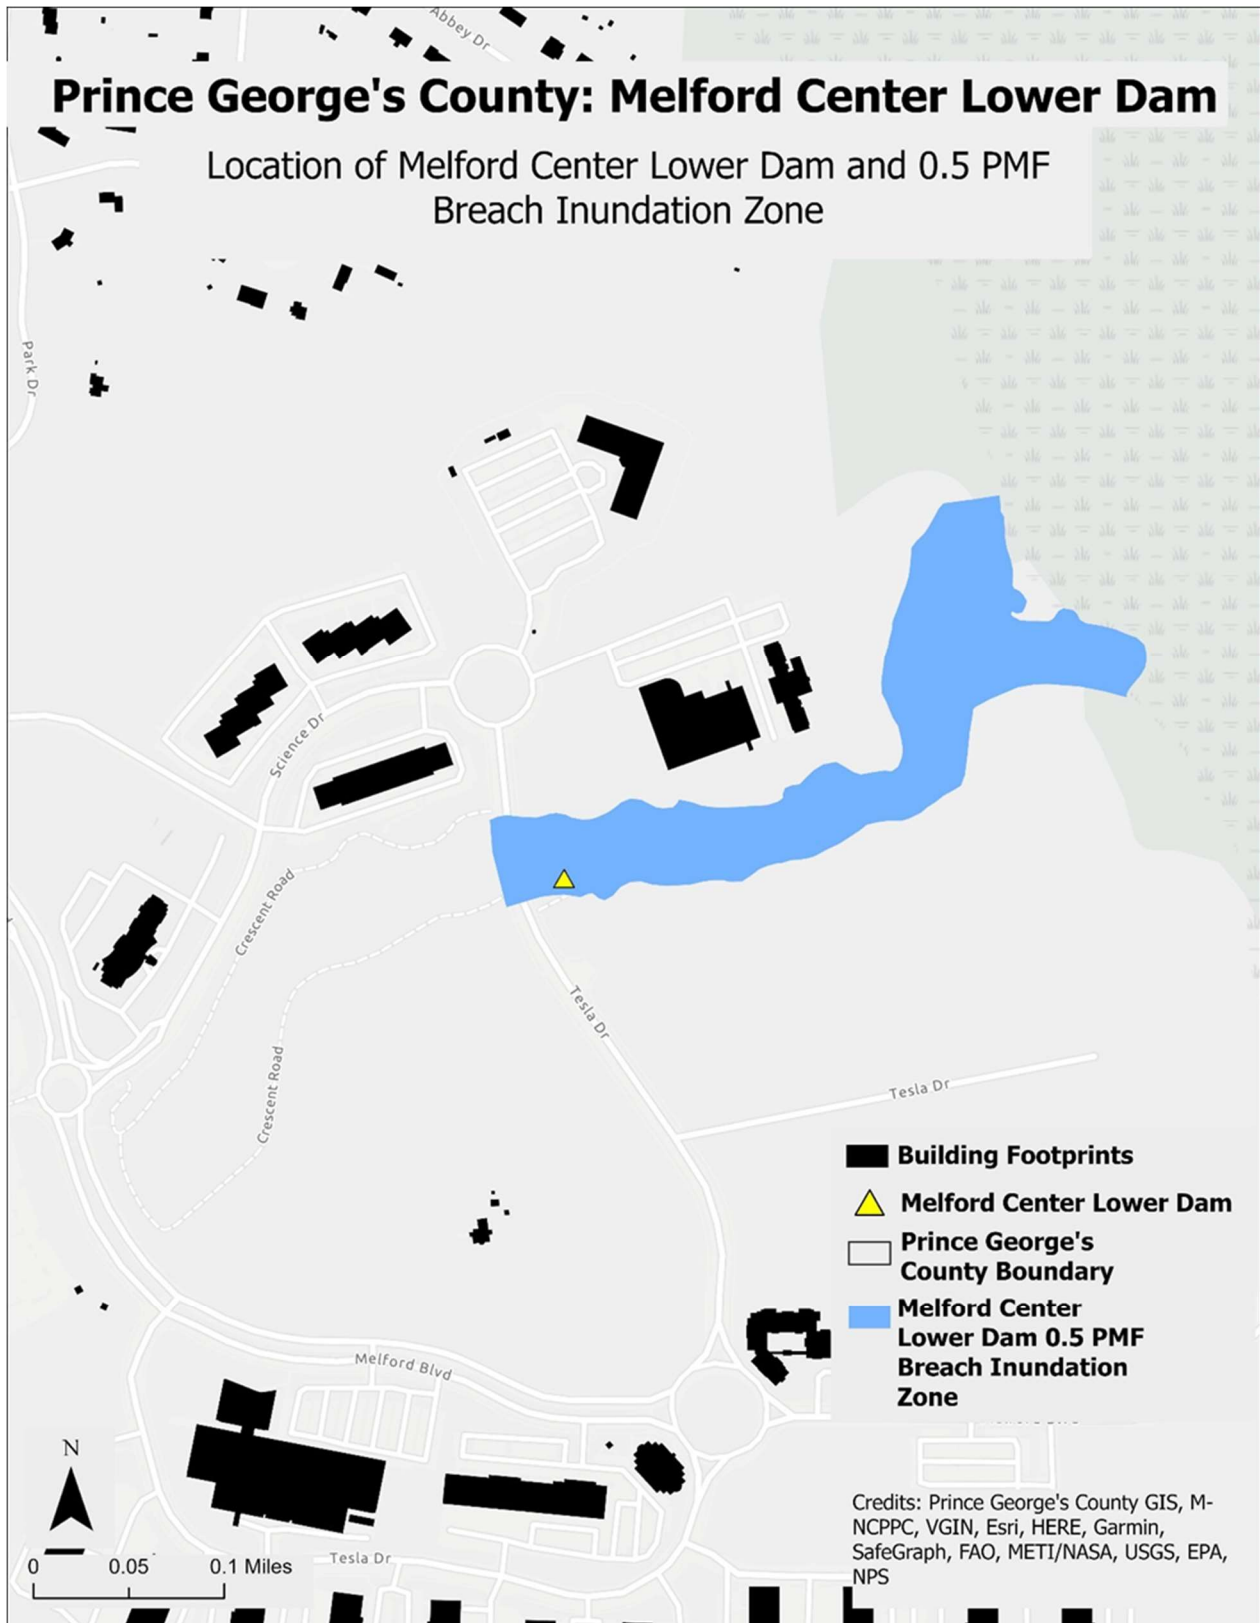 Abbey Dr
Prince George's County: Melford Center Lower Dam
Location of Melford Center Lower Dam and 0.5 PMF
Breach Inundation Zone
Park Dr
Science Dr
Crescent Road
Crescent Road
Tesla Dr
Tesla Dr
Building Footprints
Melford Center Lower Dam
Prince George's
County Boundary
Melford Center
Lower Dam 0.5 PMF
Breach Inundation
Zone
Melford Blvd
N
0 0.05 0.1 Miles
Tesla Dr
Credits: Prince George's County GIS, M-
NCPPC, VGIN, Esri, HERE, Garmin,
SafeGraph, FAO, METI/NASA, USGS, EPA,
NPS